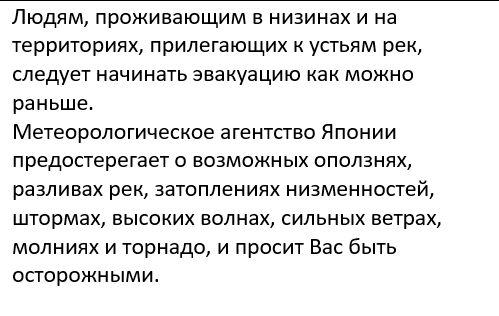 Людям, проживающим в низинах и на
территориях, прилегающих к устьям рек,
следует начинать эвакуацию как можно
раньше.
Метеорологическое агентство Японии
предостерегает о возможных оползнях,
разливах рек, затоплениях низменностей,
штормах, высоких волнах, сильных ветрах,
молниях и торнадо, и просит Вас быть
осторожными.